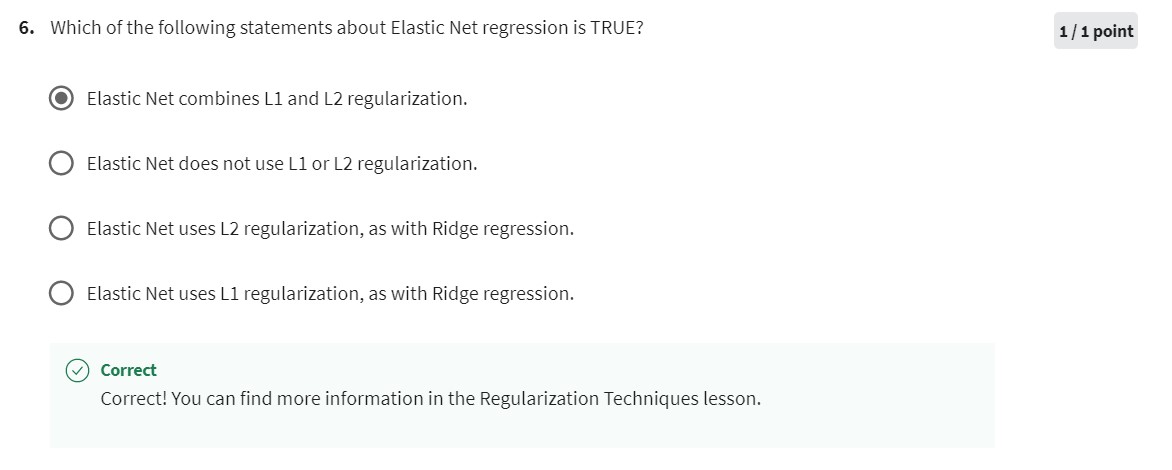 6. Which of the following statements about Elastic Net regression is TRUE?
1 / 1 point
Elastic Net combines L1 and L2 regularization.
Elastic Net does not use L1 or L2 regularization.
Elastic Net uses L2 regularization, as with Ridge regression.
Elastic Net uses L1 regularization, as with Ridge regression.
Correct
Correct! You can find more information in the Regularization Techniques lesson.